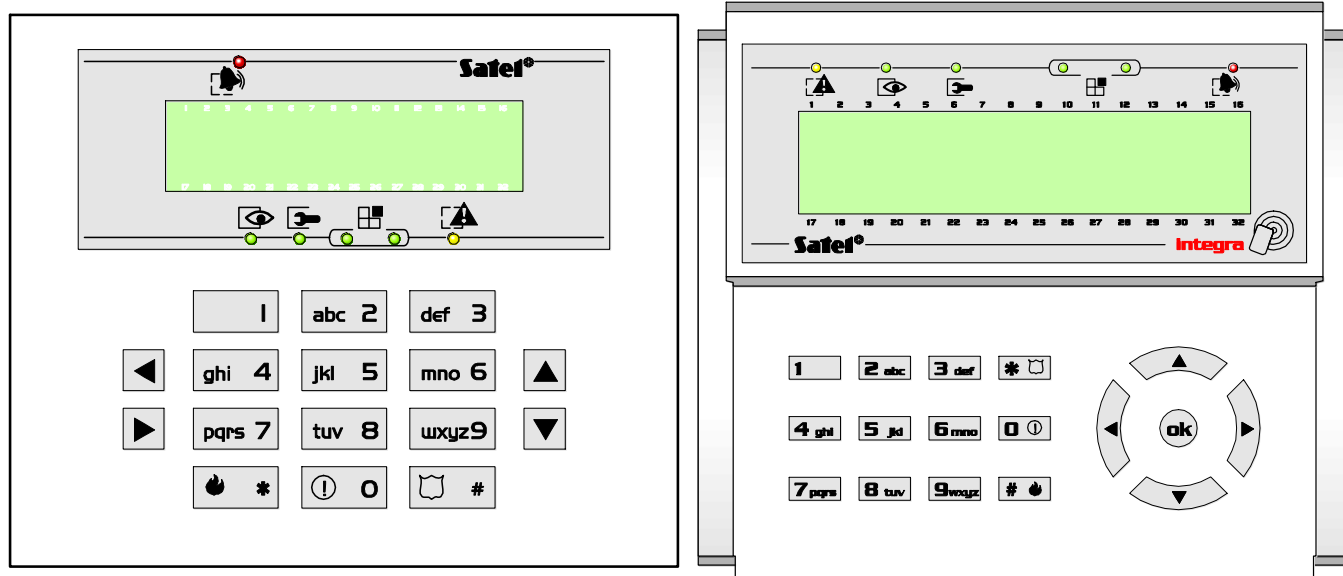 Satel®
1 2 3 4 5 6 7 8 9 10 11 12 13 14 15 16
17 18 19 20 21 22 23 24 25 26 27 28 29 30 31 32
1 abc 2 def 3
ghi 4 jkl 5 mno 6
pqrs 7 tuv 8 wxyz 9
* 0 #
1 2 3 4 5 6 7 8 9 10 11 12 13 14 15 16
17 18 19 20 21 22 23 24 25 26 27 28 29 30 31 32
Satel® Integra
1 2 abc 3 def *
4 ghi 5 jkl 6 mno 0
7 pqrs 8 tuv 9 wxyz #
ok